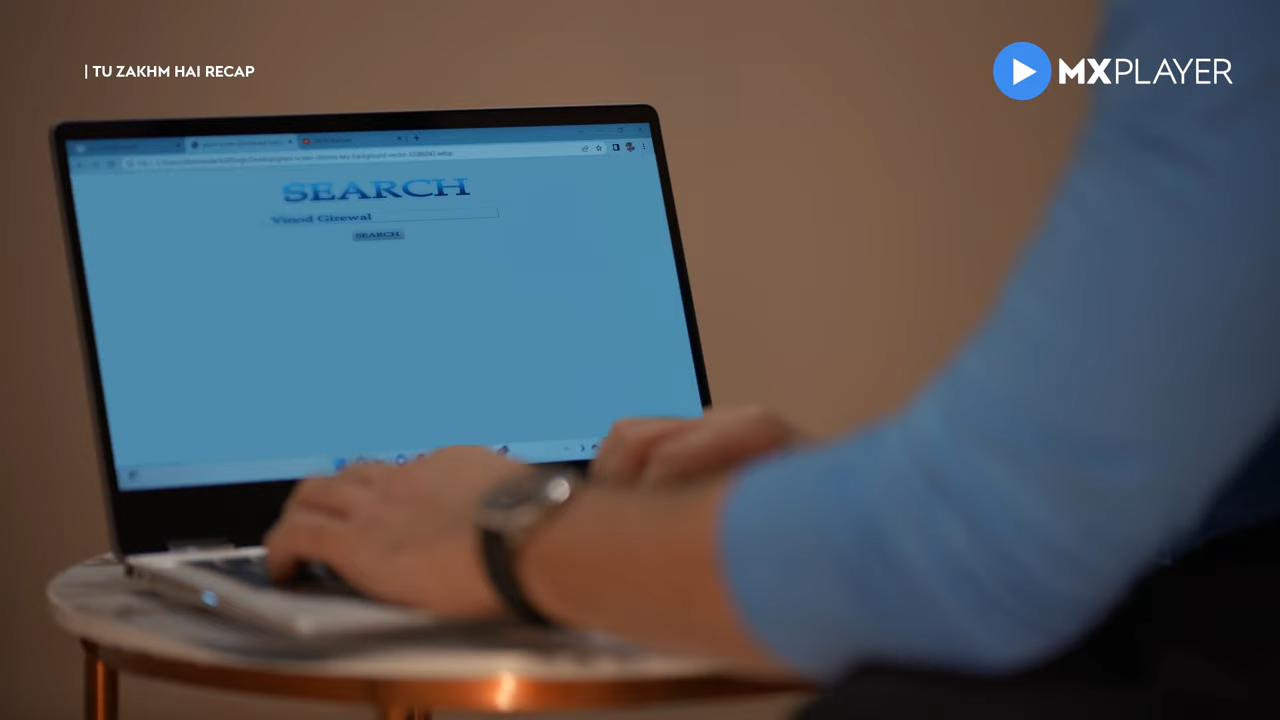 | TU ZAKHM HAI RECAP
MXPLAYER
SEARCH
Vinod Girewal
SEARCH